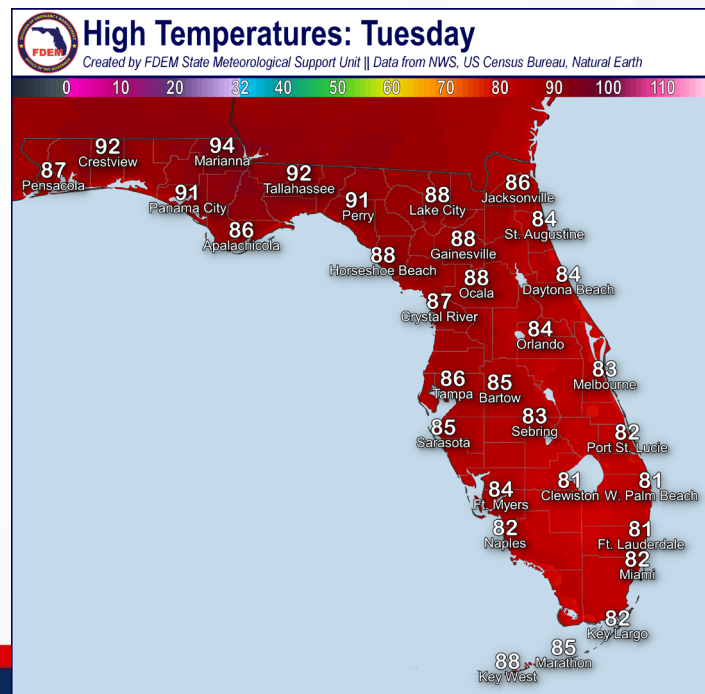 High Temperatures: Tuesday
Created by FDEM State Meteorological Support Unit || Data from NWS, US Census Bureau, Natural Earth
FDEM
0 10 20 32 40 50 60 70 80 90 100 110
92
Crestview
94
Marianna
87
Pensacola
92
Tallahassee
91
Panama City
91
Perry
88
Lake City
86
Jacksonville
86
Apalachicola
84
St. Augustine
88
Gainesville
88
Horseshoe Beach
88
Ocala
84
Daytona Beach
87
Crystal River
84
Orlando
83
Melbourne
86
Tampa
85
Bartow
83
Sebring
85
Sarasota
82
Port St. Lucie
84
Ft. Myers
81
Clewiston
81
W. Palm Beach
82
Naples
81
Ft. Lauderdale
82
Miami
82
Key Largo
85
Marathon
88
Key West